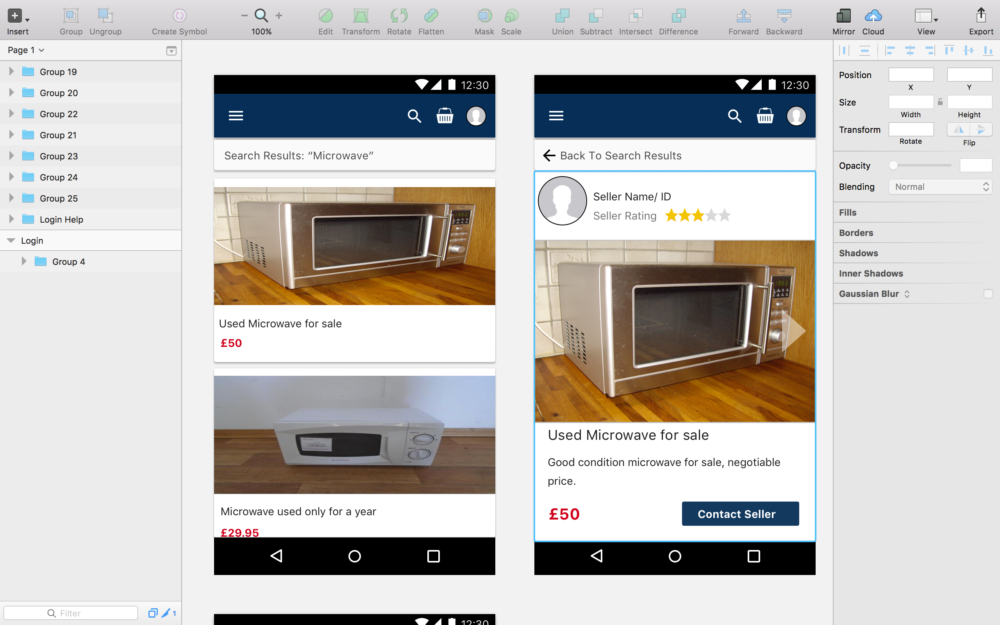 Insert
Group
Ungroup
Create Symbol
100%
Edit
Transform
Rotate
Flatten
Mask
Scale
Union
Subtract
Intersect
Difference
Forward
Backward
Mirror
Cloud
View
Export
Page 1
Group 19
Group 20
Group 22
Group 21
Group 23
Group 24
Group 25
Login Help
Login
Group 4
Filter
1
12:30
Search Results: “Microwave”
19:56
Used Microwave for sale
£50
Microwave used only for a year
£29.95
12:30
12:30
Back To Search Results
Seller Name/ ID
Seller Rating
19:56
Used Microwave for sale
Good condition microwave for sale, negotiable
price.
£50
Contact Seller
Position
X
Y
Size
Width
Height
Transform
Rotate
Flip
Opacity
Blending
Normal
Fills
Borders
Shadows
Inner Shadows
Gaussian Blur